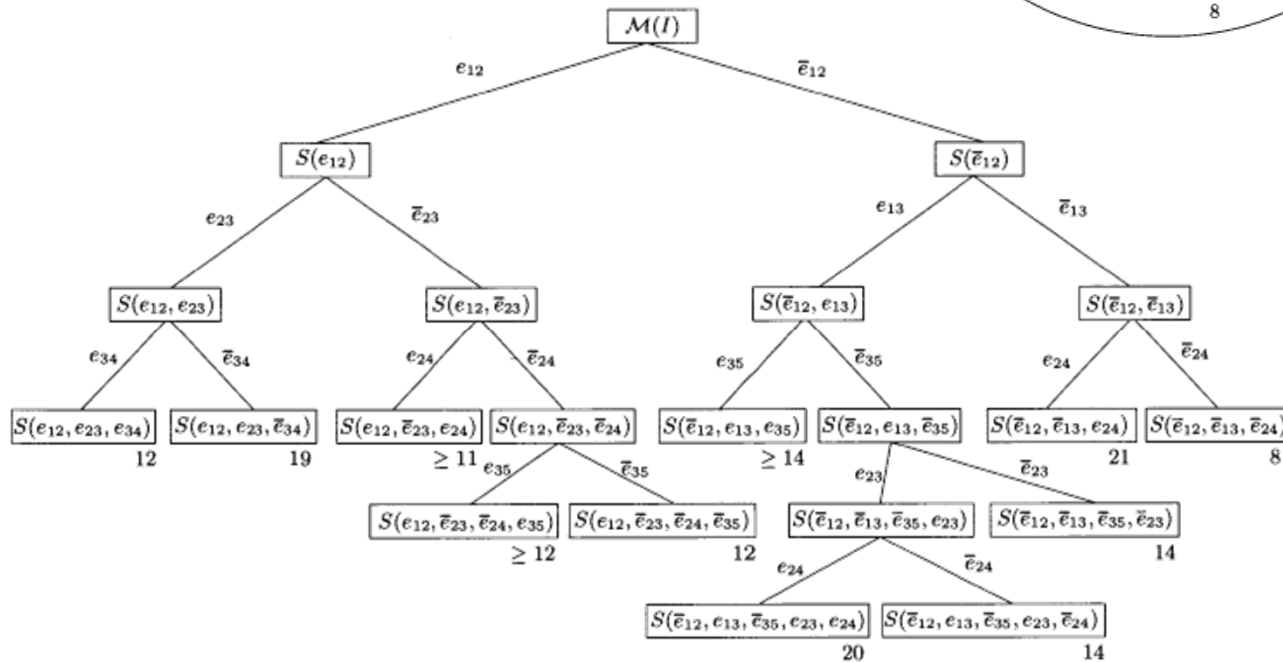 8
M(I)
e12 ē12
S(e12) S(ē12)
e23 ē23 e13 ē13
S(e12, e23) S(e12, ē23) S(ē12, e13) S(ē12, ē13)
e34 ē34 e24 ē24 e35 ē35 e24 ē24
S(e12, e23, e34) S(e12, e23, ē34) S(e12, ē23, e24) S(e12, ē23, ē24) S(ē12, e13, e35) S(ē12, e13, ē35) S(ē12, ē13, e24) S(ē12, ē13, ē24)
12 19 ≥ 11 ≥ 14 21 8
e35 ē35 e23 ē23
S(e12, ē23, ē24, e35) S(e12, ē23, ē24, ē35) S(ē12, ē13, ē35, e23) S(ē12, ē13, ē35, ē23)
≥ 12 12 14
e24 ē24
S(ē12, e13, ē35, e23, e24) S(ē12, e13, ē35, e23, ē24)
20 14